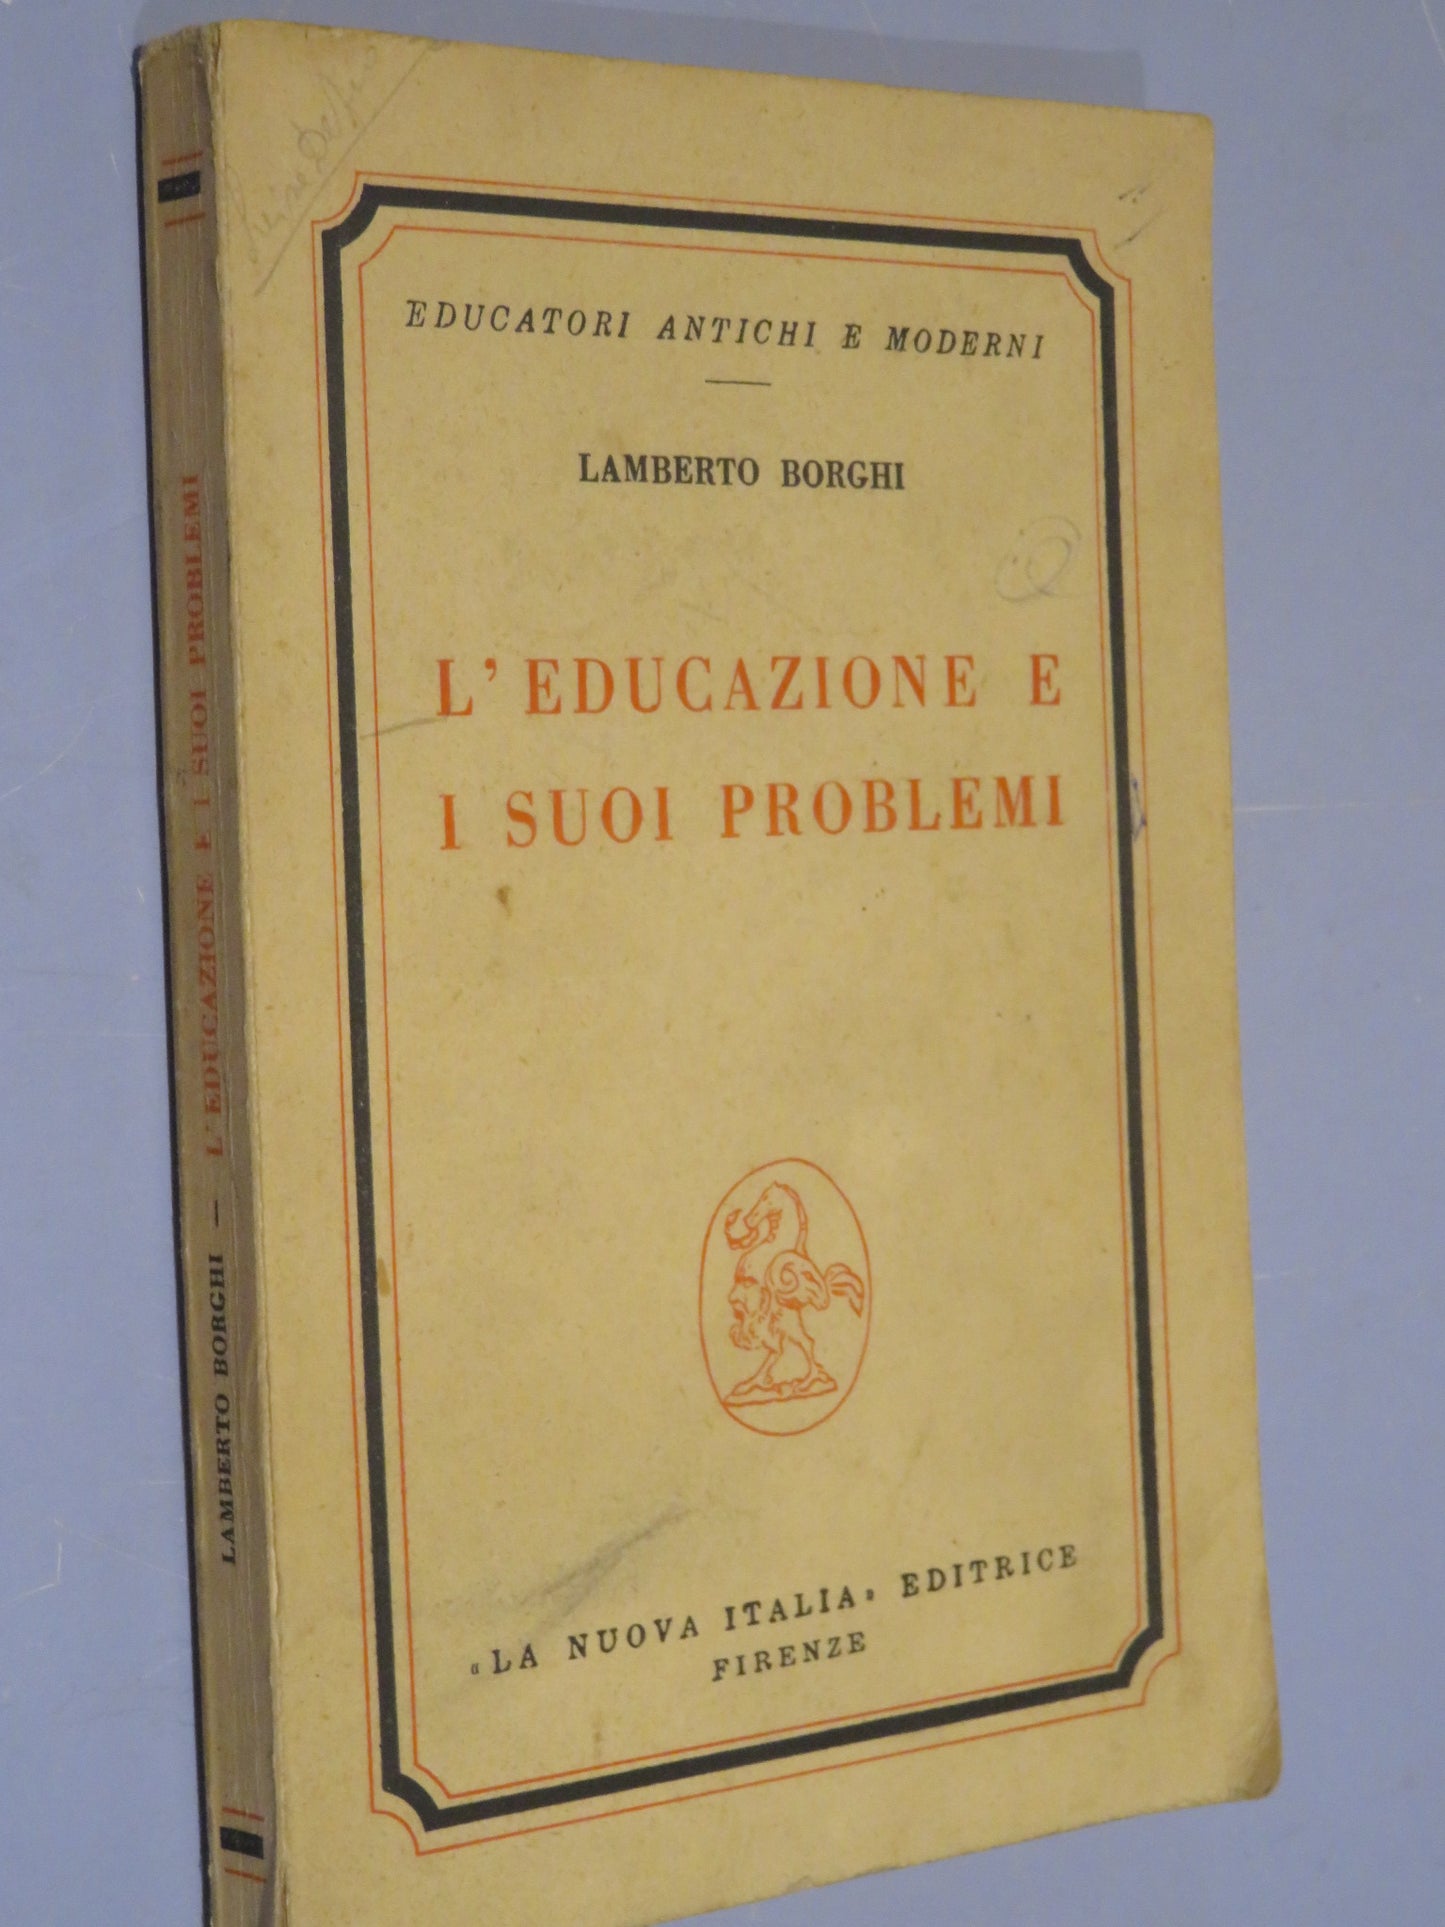 EDUCATORI ANTICHI E MODERNI
LAMBERTO BORGHI
L'EDUCAZIONE E
I SUOI PROBLEMI
«LA NUOVA ITALIA» EDITRICE
FIRENZE
LAMBERTO BORGHI — L'EDUCAZIONE E I SUOI PROBLEMI